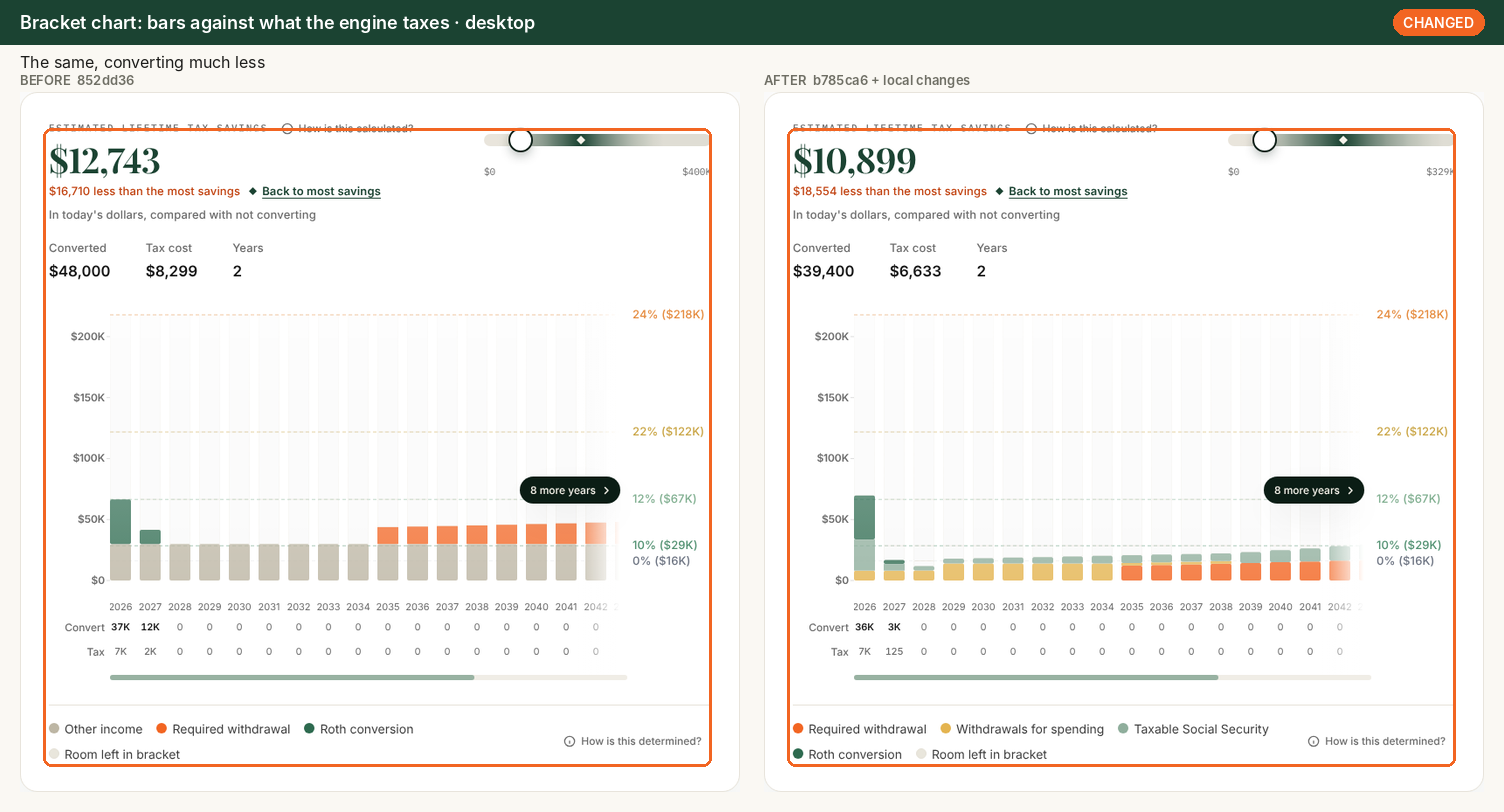 Bracket chart: bars against what the engine taxes · desktop
CHANGED
The same, converting much less
BEFORE 852dd36
ESTIMATED LIFETIME TAX SAVINGS How is this calculated?
$12,743
$0 $400K
$16,710 less than the most savings ◆ Back to most savings
In today's dollars, compared with not converting
Converted Tax cost Years
$48,000 $8,299 2
24% ($218K)
$200K
$150K
22% ($122K)
$100K
8 more years >
12% ($67K)
$50K
10% ($29K)
0% ($16K)
$0
2026 2027 2028 2029 2030 2031 2032 2033 2034 2035 2036 2037 2038 2039 2040 2041 2042
Convert 37K 12K 0 0 0 0 0 0 0 0 0 0 0 0 0 0 0
Tax 7K 2K 0 0 0 0 0 0 0 0 0 0 0 0 0 0 0
Other income Required withdrawal Roth conversion
Room left in bracket
How is this determined?
AFTER b785ca6 + local changes
ESTIMATED LIFETIME TAX SAVINGS How is this calculated?
$10,899
$0 $329K
$18,554 less than the most savings ◆ Back to most savings
In today's dollars, compared with not converting
Converted Tax cost Years
$39,400 $6,633 2
24% ($218K)
$200K
$150K
22% ($122K)
$100K
8 more years >
12% ($67K)
$50K
10% ($29K)
0% ($16K)
$0
2026 2027 2028 2029 2030 2031 2032 2033 2034 2035 2036 2037 2038 2039 2040 2041 2042
Convert 36K 3K 0 0 0 0 0 0 0 0 0 0 0 0 0 0 0
Tax 7K 125 0 0 0 0 0 0 0 0 0 0 0 0 0 0 0
Required withdrawal Withdrawals for spending Taxable Social Security
Roth conversion Room left in bracket
How is this determined?